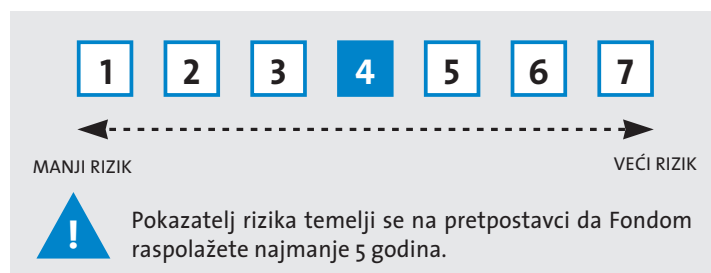 1 2 3 4 5 6 7
MANJI RIZIK VEĆI RIZIK
! Pokazatelj rizika temelji se na pretpostavci da Fondom
raspolažete najmanje 5 godina.